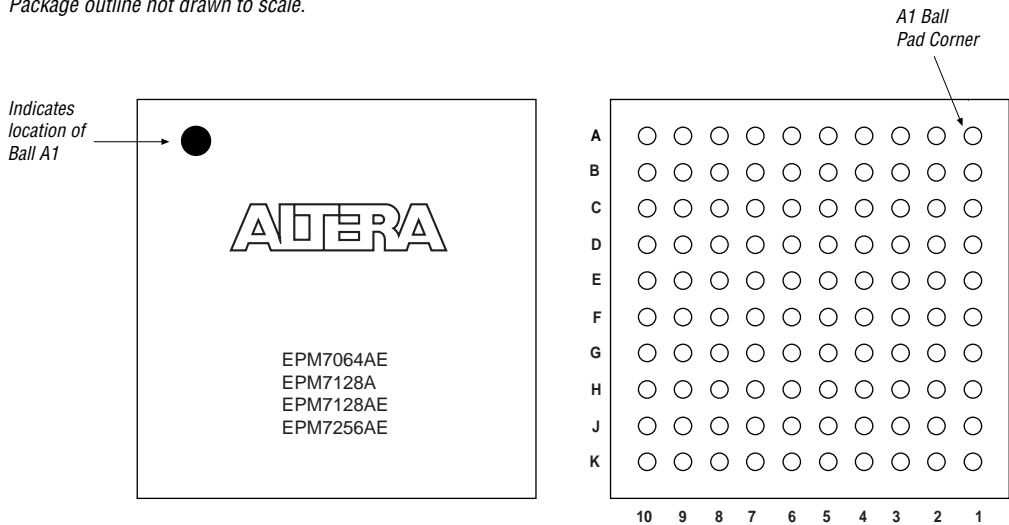 Package outline not drawn to scale.
A1 Ball
Pad Corner
Indicates
location of
Ball A1
ALTERA
EPM7064AE
EPM7128A
EPM7128AE
EPM7256AE
A
B
C
D
E
F
G
H
J
K
10 9 8 7 6 5 4 3 2 1